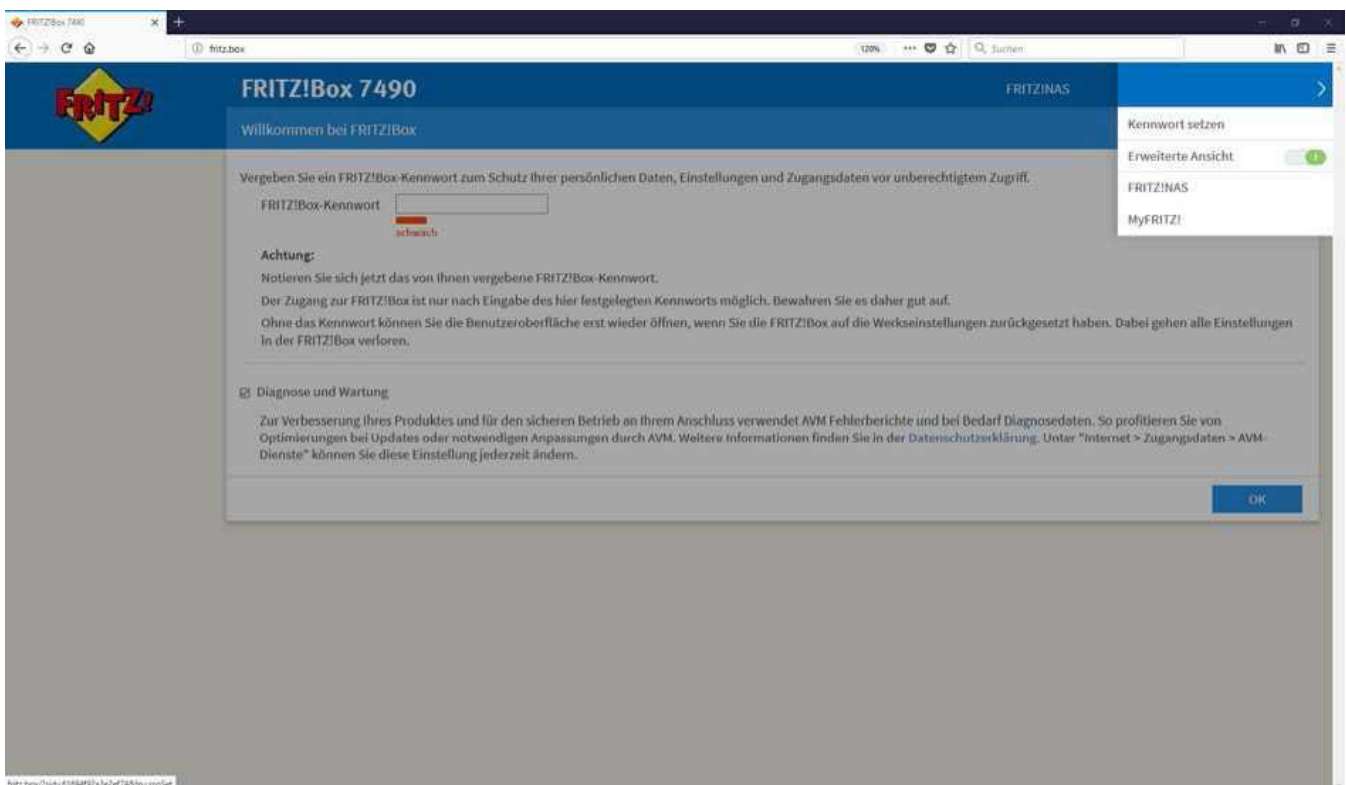 FRITZ!Box 7490
fritz.box
120%
Suchen
FRITZ!
FRITZ!Box 7490
FRITZ!NAS
Willkommen bei FRITZ!Box
Kennwort setzen
Erweiterte Ansicht
FRITZ!NAS
MyFRITZ!
Vergeben Sie ein FRITZ!Box-Kennwort zum Schutz Ihrer persönlichen Daten, Einstellungen und Zugangsdaten vor unberechtigtem Zugriff.
FRITZ!Box-Kennwort
schwach
Achtung:
Notieren Sie sich jetzt das von Ihnen vergebene FRITZ!Box-Kennwort.
Der Zugang zur FRITZ!Box ist nur nach Eingabe des hier festgelegten Kennworts möglich. Bewahren Sie es daher gut auf.
Ohne das Kennwort können Sie die Benutzeroberfläche erst wieder öffnen, wenn Sie die FRITZ!Box auf die Werkseinstellungen zurückgesetzt haben. Dabei gehen alle Einstellungen
in der FRITZ!Box verloren.
Diagnose und Wartung
Zur Verbesserung Ihres Produktes und für den sicheren Betrieb an Ihrem Anschluss verwendet AVM Fehlerberichte und bei Bedarf Diagnosedaten. So profitieren Sie von
Optimierungen bei Updates oder notwendigen Anpassungen durch AVM. Weitere Informationen finden Sie in der Datenschutzerklärung. Unter "Internet > Zugangsdaten > AVM-
Dienste" können Sie diese Einstellung jederzeit ändern.
OK